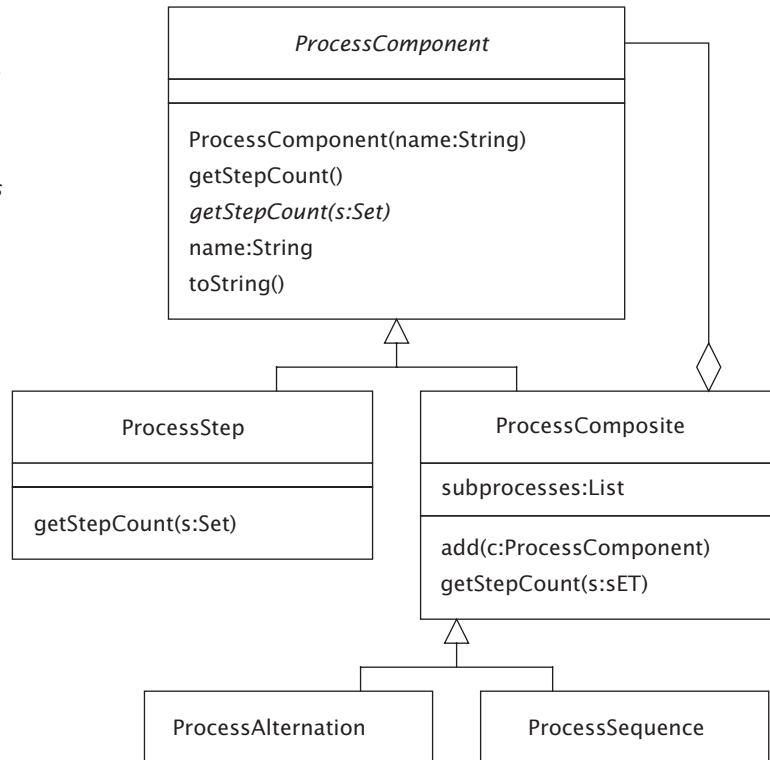 ProcessComponent
ProcessComponent(name:String)
getStepCount()
getStepCount(s:Set)
name:String
toString()
ProcessStep
getStepCount(s:Set)
ProcessComposite
subprocesses:List
add(c:ProcessComponent)
getStepCount(s:sET)
ProcessAlternation
ProcessSequence